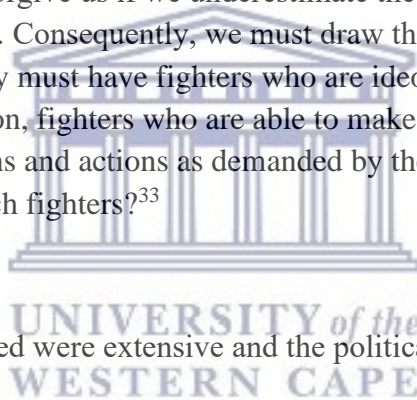 orgive us if we underestimate the
. Consequently, we must draw th
y must have fighters who are ideo
on, fighters who are able to make
ns and actions as demanded by the
ch fighters?33
UNIVERSITY of the
ed were extensive and the politica
WESTERN CAPE